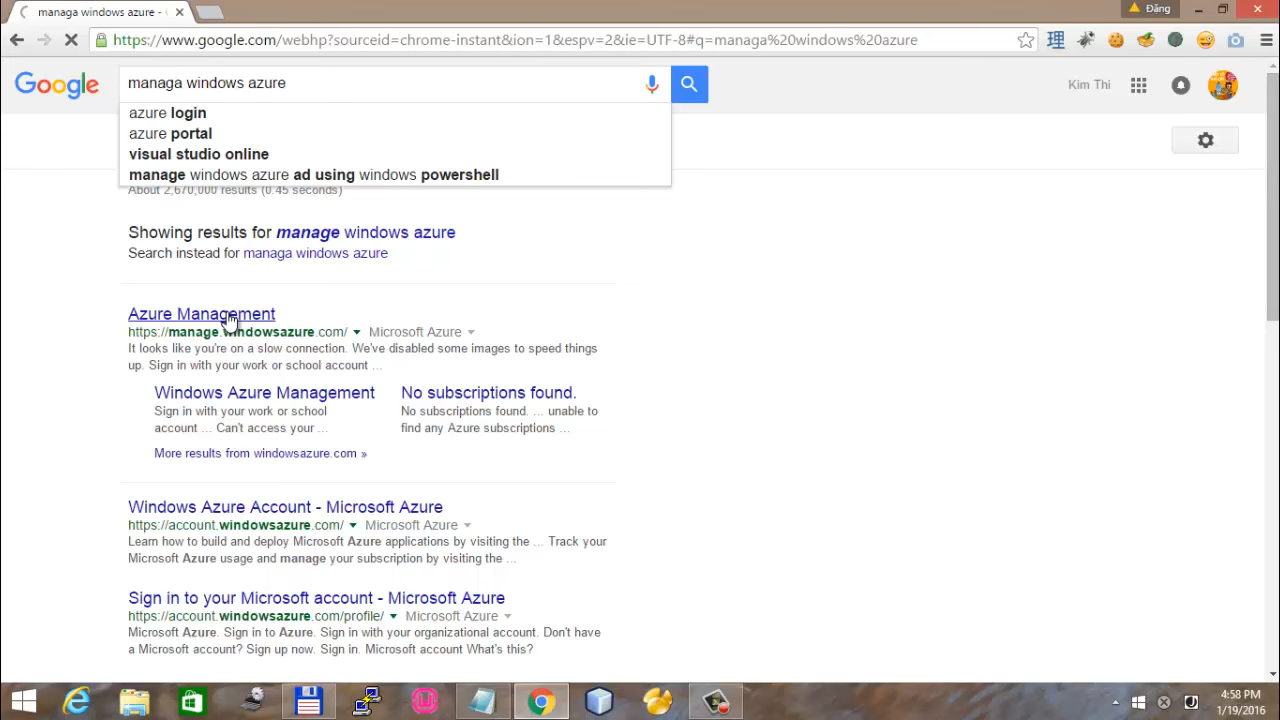 managa windows azure -
Đăng
https://www.google.com/webhp?sourceid=chrome-instant&ion=1&espv=2&ie=UTF-8#q=managa%20windows%20azure
Google
managa windows azure
Kim Thi
azure login
azure portal
visual studio online
manage windows azure ad using windows powershell
About 2,670,000 results (0.45 seconds)
Showing results for manage windows azure
Search instead for managa windows azure
Azure Management
https://manage.windowsazure.com/ Microsoft Azure
It looks like you're on a slow connection. We've disabled some images to speed things
up. Sign in with your work or school account ...
Windows Azure Management
Sign in with your work or school
account ... Can't access your ...
No subscriptions found.
No subscriptions found. ... unable to
find any Azure subscriptions ...
More results from windowsazure.com »
Windows Azure Account - Microsoft Azure
https://account.windowsazure.com/ Microsoft Azure
Learn how to build and deploy Microsoft Azure applications by visiting the ... Track your
Microsoft Azure usage and manage your subscription by visiting the ...
Sign in to your Microsoft account - Microsoft Azure
https://account.windowsazure.com/profile/ Microsoft Azure
Microsoft Azure. Sign in to Azure. Sign in with your organizational account. Don't have
a Microsoft account? Sign up now. Sign in. Microsoft account What's this?
4:58 PM
1/19/2016